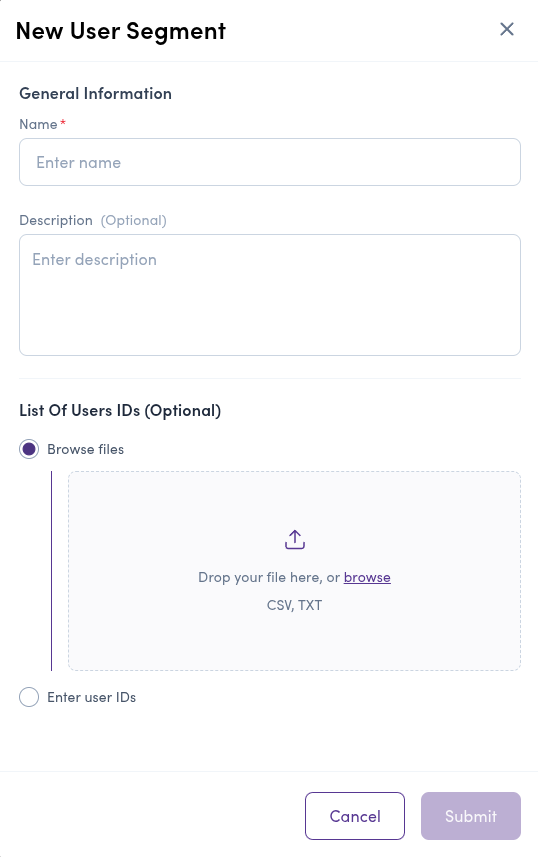 New User Segment
General Information
Name*
Enter name
Description (Optional)
Enter description
List Of Users IDs (Optional)
Browse files
Drop your file here, or browse
CSV, TXT
Enter user IDs
Cancel
Submit